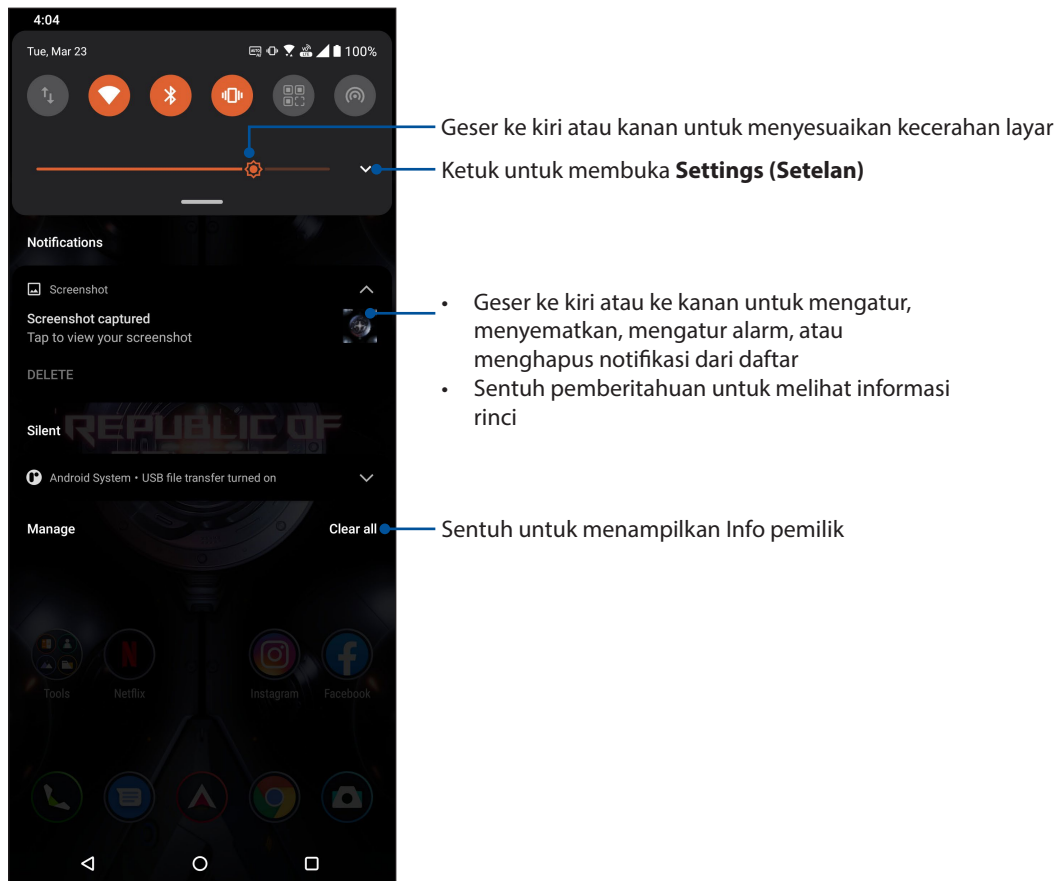 4:04
Tue, Mar 23
100%
Geser ke kiri atau kanan untuk menyesuaikan kecerahan layar
Ketuk untuk membuka Settings (Setelan)
Notifications
Screenshot
Screenshot captured
Tap to view your screenshot
DELETE
• Geser ke kiri atau ke kanan untuk mengatur,
menyematkan, mengatur alarm, atau
menghapus notifikasi dari daftar
• Sentuh pemberitahuan untuk melihat informasi
rinci
Silent
REPUBLIC OF
Android System • USB file transfer turned on
Manage
Clear all
Sentuh untuk menampilkan Info pemilik
Tools
Netflix
Instagram
Facebook